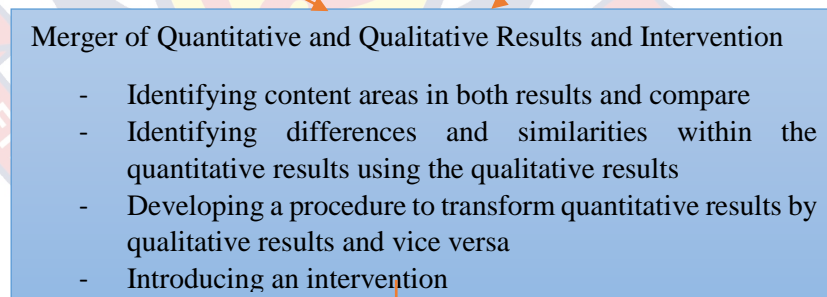 Merger of Quantitative and Qualitative Results and Intervention
- Identifying content areas in both results and compare
- Identifying differences and similarities within the
quantitative results using the qualitative results
- Developing a procedure to transform quantitative results by
qualitative results and vice versa
- Introducing an intervention